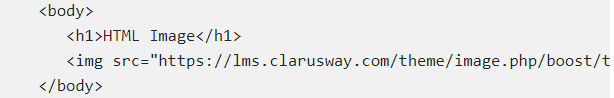 <body>
<h1>HTML Image</h1>
<img src="https://lms.clarusway.com/theme/image.php/boost/t
</body>